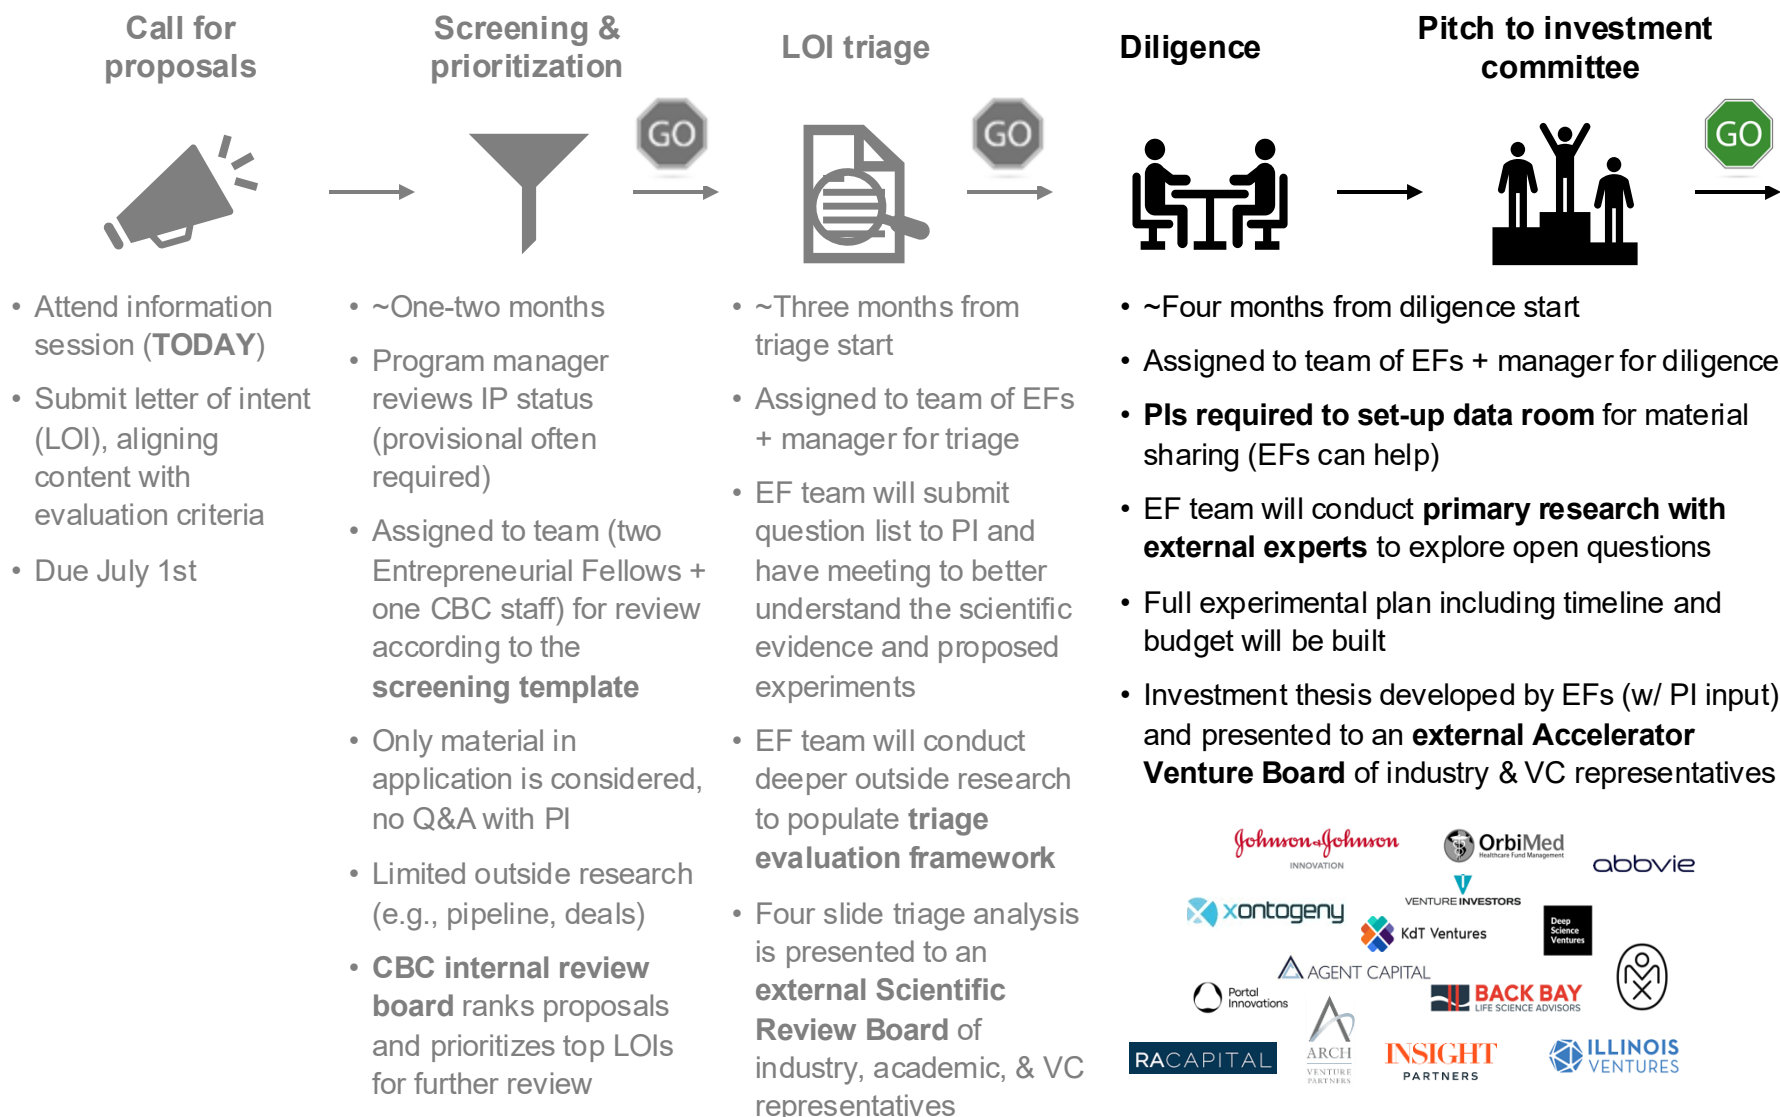 Call for
proposals
Screening &
prioritization
LOI triage
Diligence
Pitch to investment
committee
GO
GO
GO
• Attend information
session (TODAY)
• Submit letter of intent
(LOI), aligning
content with
evaluation criteria
• Due July 1st
• ~One-two months
• Program manager
reviews IP status
(provisional often
required)
• Assigned to team (two
Entrepreneurial Fellows +
one CBC staff) for review
according to the
screening template
• Only material in
application is considered,
no Q&A with PI
• Limited outside research
(e.g., pipeline, deals)
• CBC internal review
board ranks proposals
and prioritizes top LOIs
for further review
• ~Three months from
triage start
• Assigned to team of EFs
+ manager for triage
• EF team will submit
question list to PI and
have meeting to better
understand the scientific
evidence and proposed
experiments
• EF team will conduct
deeper outside research
to populate triage
evaluation framework
• Four slide triage analysis
is presented to an
external Scientific
Review Board of
industry, academic, & VC
representatives
• ~Four months from diligence start
• Assigned to team of EFs + manager for diligence
• PIs required to set-up data room for material
sharing (EFs can help)
• EF team will conduct primary research with
external experts to explore open questions
• Full experimental plan including timeline and
budget will be built
• Investment thesis developed by EFs (w/ PI input)
and presented to an external Accelerator
Venture Board of industry & VC representatives
Johnson & Johnson
INNOVATION
OrbiMed
Healthcare Fund Management
abbvie
VENTURE INVESTORS
xontogeny
KdT Ventures
Deep
Science
Ventures
AGENT CAPITAL
Portal
Innovations
BACK BAY
LIFE SCIENCE ADVISORS
RACAPITAL
ARCH
VENTURE
PARTNERS
INSIGHT
PARTNERS
ILLINOIS
VENTURES